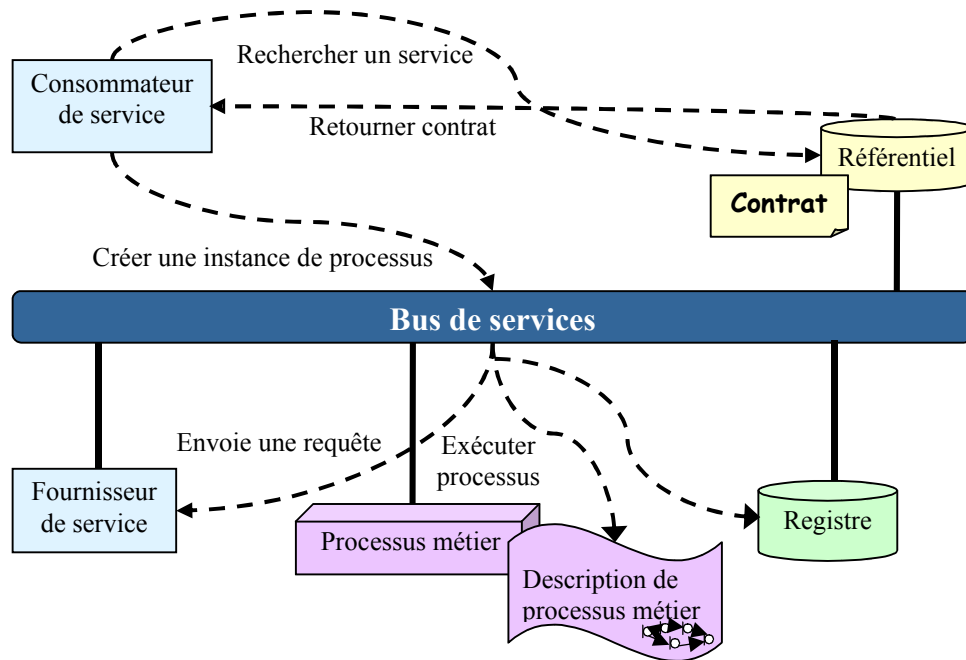 Rechercher un service
Consommateur
de service
Retourner contrat
Référentiel
Contrat
Créer une instance de processus
Bus de services
Envoie une requête
Exécuter
processus
Fournisseur
de service
Processus métier
Registre
Description de
processus métier